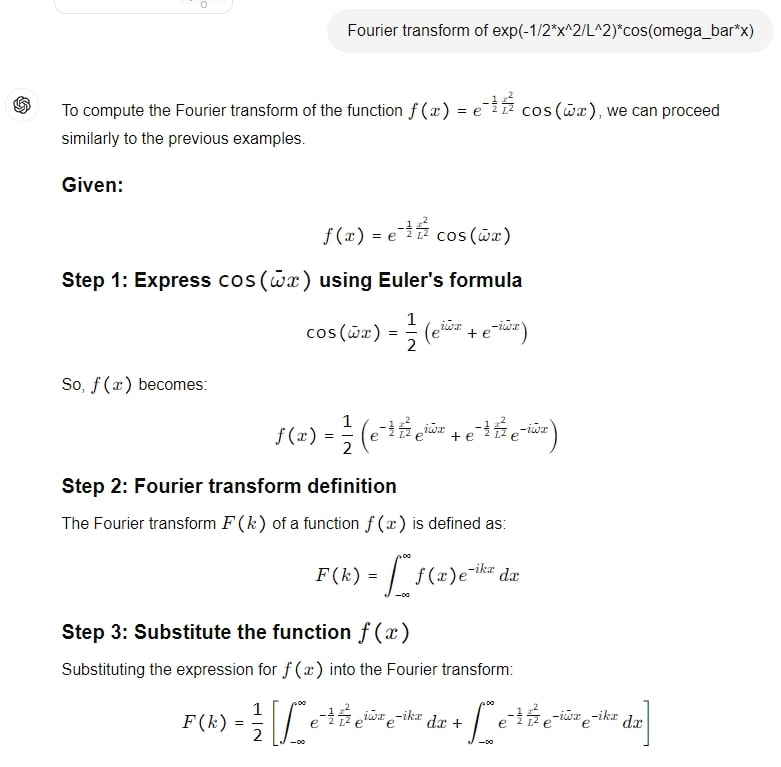 Fourier transform of exp(-1/2*x^2/L^2)*cos(omega_bar*x)
To compute the Fourier transform of the function $f(x) = e^{-\frac{1}{2}\frac{x^2}{L^2}} \cos(\bar{\omega}x)$, we can proceed
similarly to the previous examples.
Given:
$f(x) = e^{-\frac{1}{2}\frac{x^2}{L^2}} \cos(\bar{\omega}x)$
Step 1: Express $\cos(\bar{\omega}x)$ using Euler's formula
$\cos(\bar{\omega}x) = \frac{1}{2}\left(e^{i\bar{\omega}x} + e^{-i\bar{\omega}x}\right)$
So, $f(x)$ becomes:
$f(x) = \frac{1}{2}\left(e^{-\frac{1}{2}\frac{x^2}{L^2}} e^{i\bar{\omega}x} + e^{-\frac{1}{2}\frac{x^2}{L^2}} e^{-i\bar{\omega}x}\right)$
Step 2: Fourier transform definition
The Fourier transform $F(k)$ of a function $f(x)$ is defined as:
$F(k) = \int_{-\infty}^{\infty} f(x) e^{-ikx}\, dx$
Step 3: Substitute the function $f(x)$
Substituting the expression for $f(x)$ into the Fourier transform:
$F(k) = \frac{1}{2}\left[\int_{-\infty}^{\infty} e^{-\frac{1}{2}\frac{x^2}{L^2}} e^{i\bar{\omega}x} e^{-ikx}\, dx + \int_{-\infty}^{\infty} e^{-\frac{1}{2}\frac{x^2}{L^2}} e^{-i\bar{\omega}x} e^{-ikx}\, dx\right]$